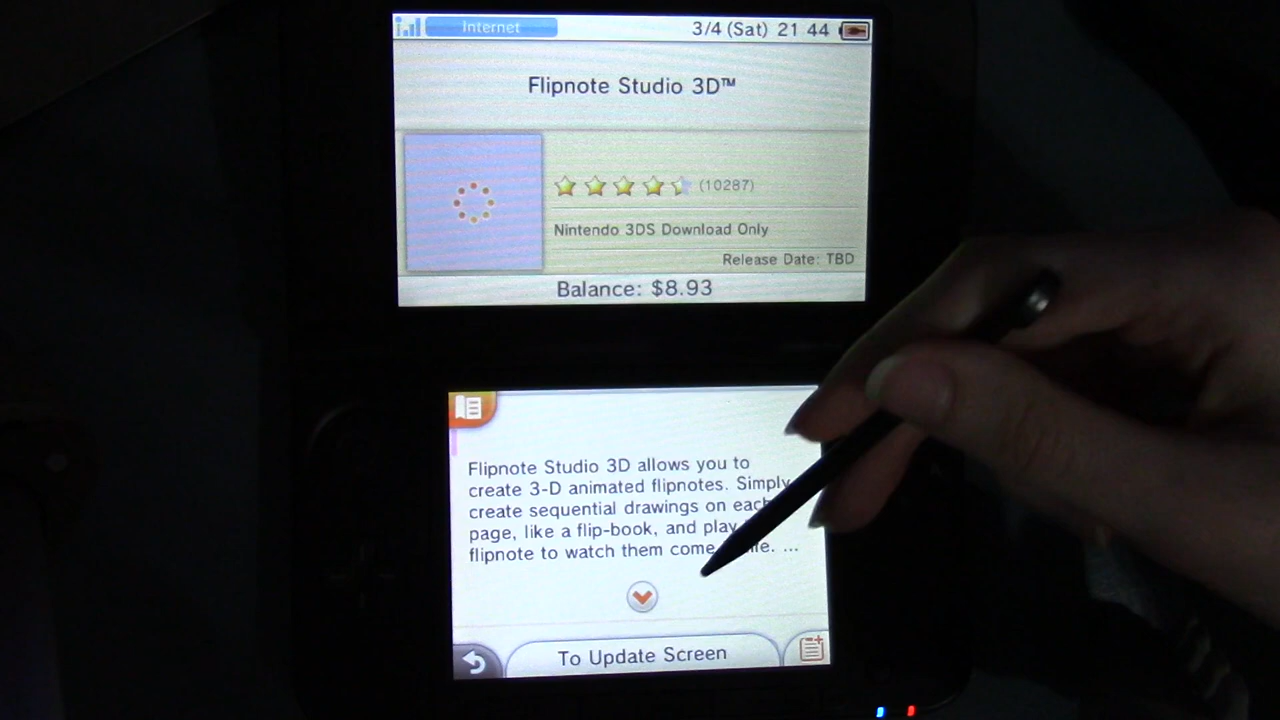 Internet
3/4 (Sat) 21 44
Flipnote Studio 3D™
(10287)
Nintendo 3DS Download Only
Release Date: TBD
Balance: $8.93
Flipnote Studio 3D allows you to
create 3-D animated flipnotes. Simply
create sequential drawings on each
page, like a flip-book, and play
flipnote to watch them come ...
To Update Screen